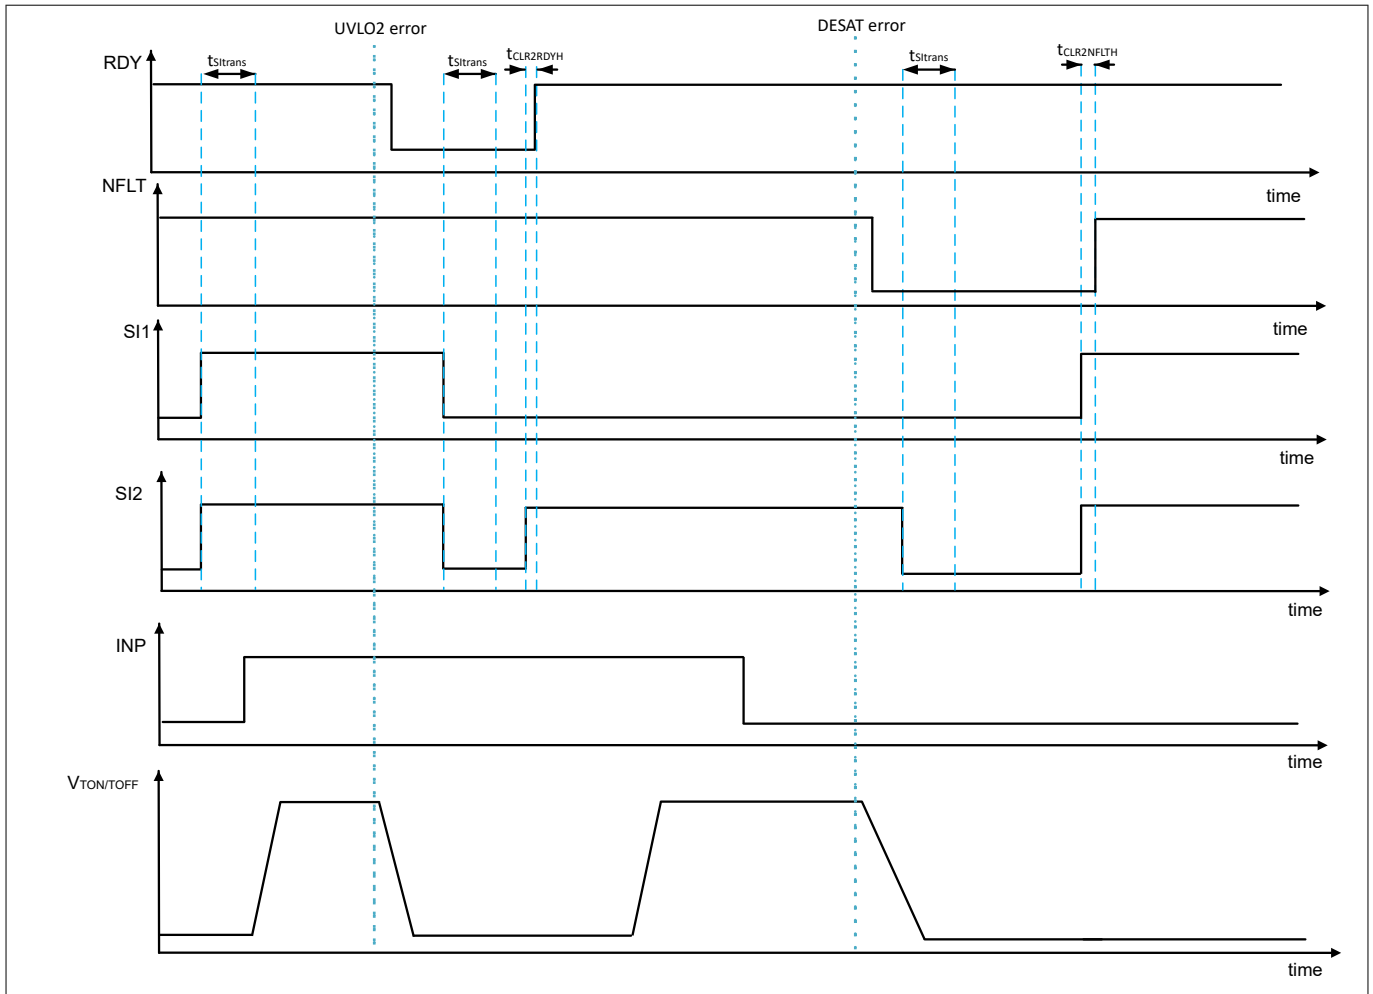 UVLO2 error
DESAT error
tSItrans
tSItrans
tCLR2RDYH
tSItrans
tCLR2NFLTH
RDY
time
NFLT
time
SI1
time
SI2
time
INP
time
VTON/TOFF
time